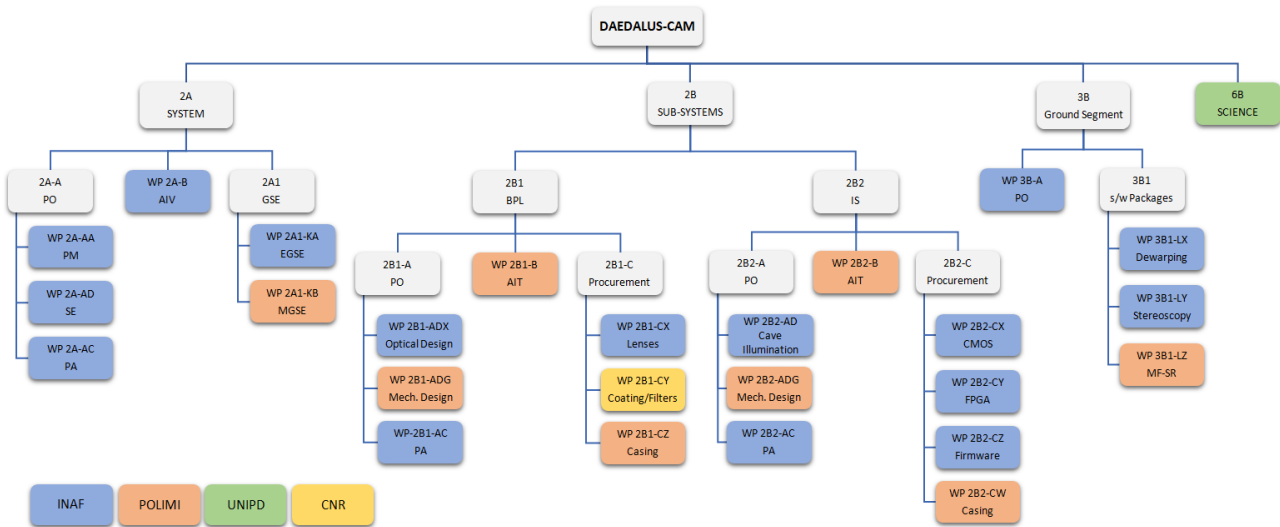 DAEDALUS-CAM
2A
SYSTEM
2B
SUB-SYSTEMS
3B
Ground Segment
6B
SCIENCE
2A-A
PO
WP 2A-B
AIV
2A1
GSE
2B1
BPL
2B2
IS
WP 3B-A
PO
3B1
s/w Packages
WP 2A-AA
PM
WP 2A-AD
SE
WP 2A-AC
PA
WP 2A1-KA
EGSE
WP 2A1-KB
MGSE
2B1-A
PO
WP 2B1-B
AIT
2B1-C
Procurement
2B2-A
PO
WP 2B2-B
AIT
2B2-C
Procurement
WP 2B1-ADX
Optical Design
WP 2B1-ADG
Mech. Design
WP-2B1-AC
PA
WP 2B1-CX
Lenses
WP 2B1-CY
Coating/Filters
WP 2B1-CZ
Casing
WP 2B2-AD
Cave
Illumination
WP 2B2-ADG
Mech. Design
WP 2B2-AC
PA
WP 2B2-CX
CMOS
WP 2B2-CY
FPGA
WP 2B2-CZ
Firmware
WP 2B2-CW
Casing
WP 3B1-LX
Dewarping
WP 3B1-LY
Stereoscopy
WP 3B1-LZ
MF-SR
INAF
POLIMI
UNIPD
CNR